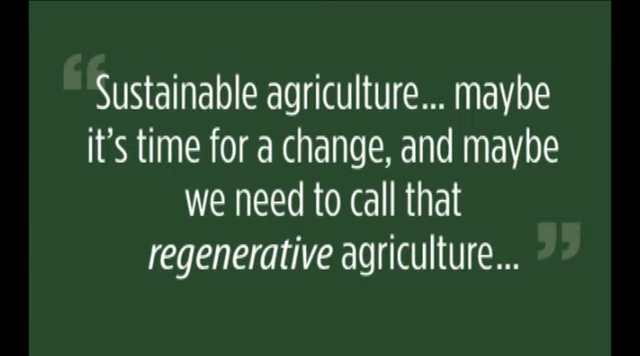 “Sustainable agriculture... maybe
it’s time for a change, and maybe
we need to call that
regenerative agriculture...”